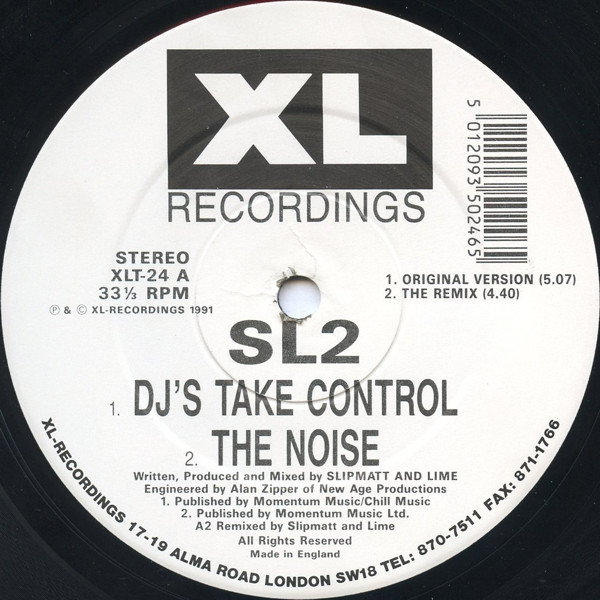 XL
RECORDINGS
5 012093 502465
STEREO
XLT-24 A
33⅓ RPM
℗ & © XL-RECORDINGS 1991
1. ORIGINAL VERSION (5.07)
2. THE REMIX (4.40)
SL2
1. DJ'S TAKE CONTROL
2. THE NOISE
Written, Produced and Mixed by SLIPMATT AND LIME
Engineered by Alan Zipper of New Age Productions
1. Published by Momentum Music/Chill Music
2. Published by Momentum Music Ltd.
A2 Remixed by Slipmatt and Lime
All Rights Reserved
Made in England
XL-RECORDINGS 17-19 ALMA ROAD LONDON SW18 TEL: 870-7511 FAX: 871-1766